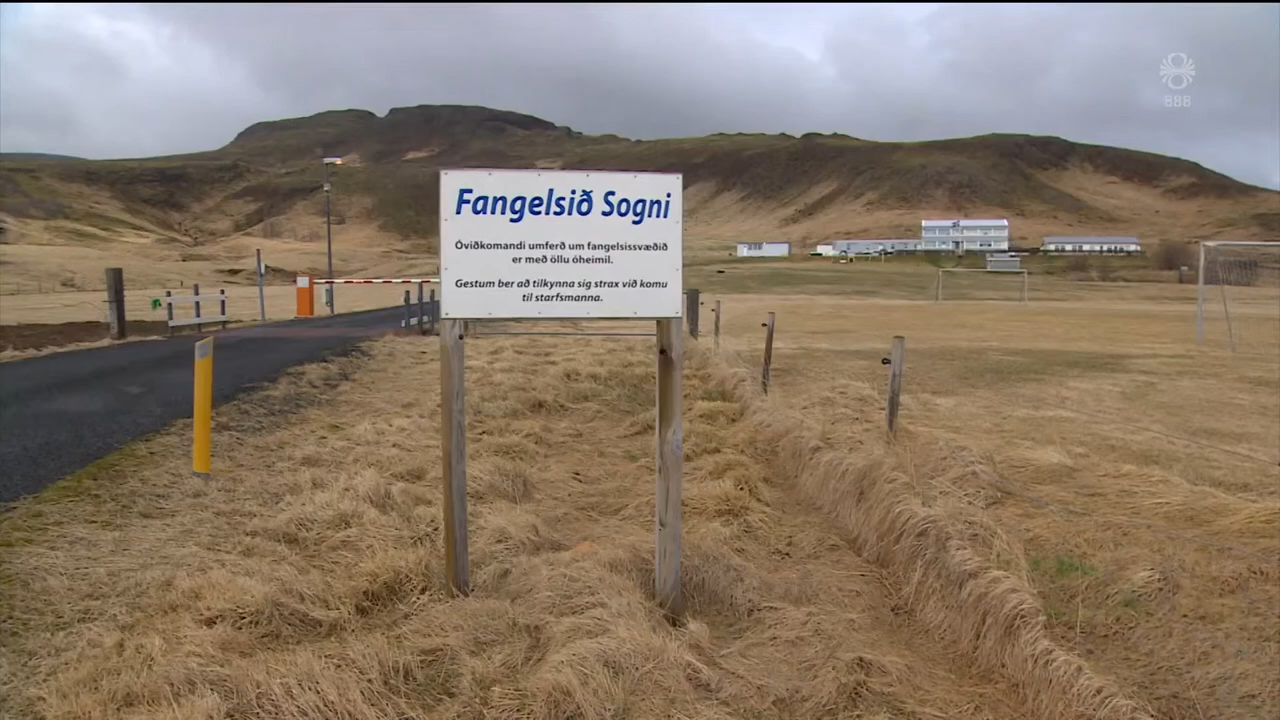 888
Fangelsið Sogni
Óviðkomandi umferð um fangelsissvæðið
er með öllu óheimil.
Gestum ber að tilkynna sig strax við komu
til starfsmanna.